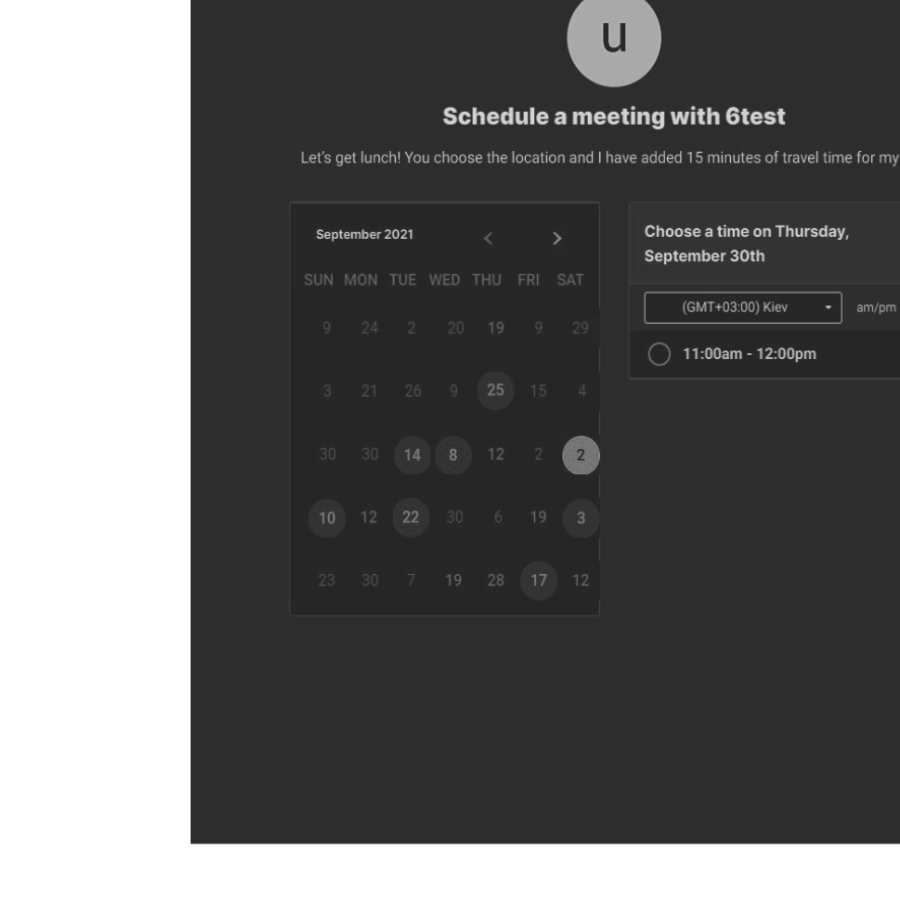 u
Schedule a meeting with 6test
Let's get lunch! You choose the location and I have added 15 minutes of travel time for my
September 2021
SUN MON TUE WED THU FRI SAT
9 24 2 20 19 9 29
3 21 26 9 25 15 4
30 30 14 8 12 2 2
10 12 22 30 6 19 3
23 30 7 19 28 17 12
Choose a time on Thursday,
September 30th
(GMT+03:00) Kiev am/pm
11:00am - 12:00pm